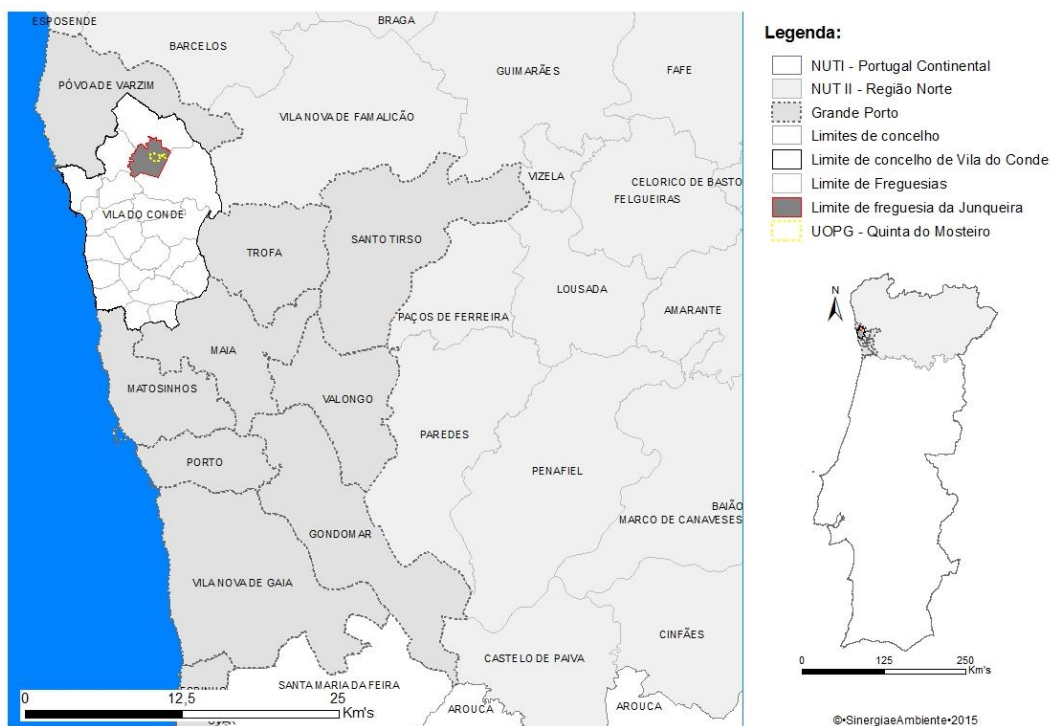 ESPOSENDE
BRAGA
BARCELOS
GUIMARÃES
FAFE
PÓVOA DE VARZIM
VILA NOVA DE FAMALICÃO
VIZELA
CELORICO DE BASTO
FELGUEIRAS
VILA DO CONDE
SANTO TIRSO
TROFA
LOUSADA
AMARANTE
PAÇOS DE FERREIRA
MAIA
MATOSINHOS
VALONGO
PAREDES
PORTO
PENAFIEL
BAIÃO
MARCO DE CANAVESES
GONDOMAR
VILA NOVA DE GAIA
CINFÃES
CASTELO DE PAIVA
SANTA MARIA DA FEIRA
AROUCA
AROUCA
0 12,5 25
Km's
Legenda:
NUTI - Portugal Continental
NUT II - Região Norte
Grande Porto
Limites de concelho
Limite de concelho de Vila do Conde
Limite de Freguesias
Limite de freguesia da Junqueira
UOPG - Quinta do Mosteiro
N
0 125 250
Km's
©•SinergiaeAmbiente•2015